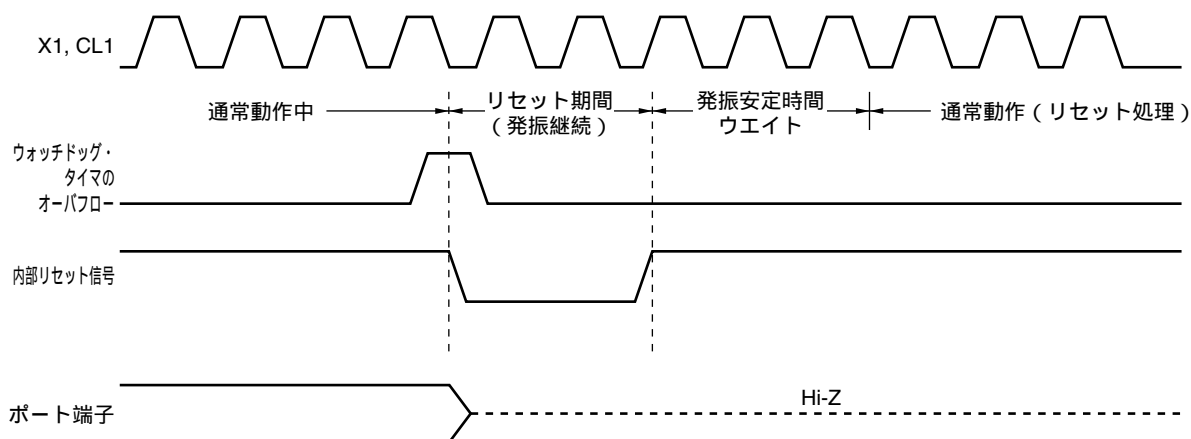 X1, CL1
通常動作中
リセット期間
(発振継続)
発振安定時間
ウエイト
通常動作(リセット処理)
ウォッチドッグ・
タイマの
オーバフロー
内部リセット信号
Hi-Z
ポート端子